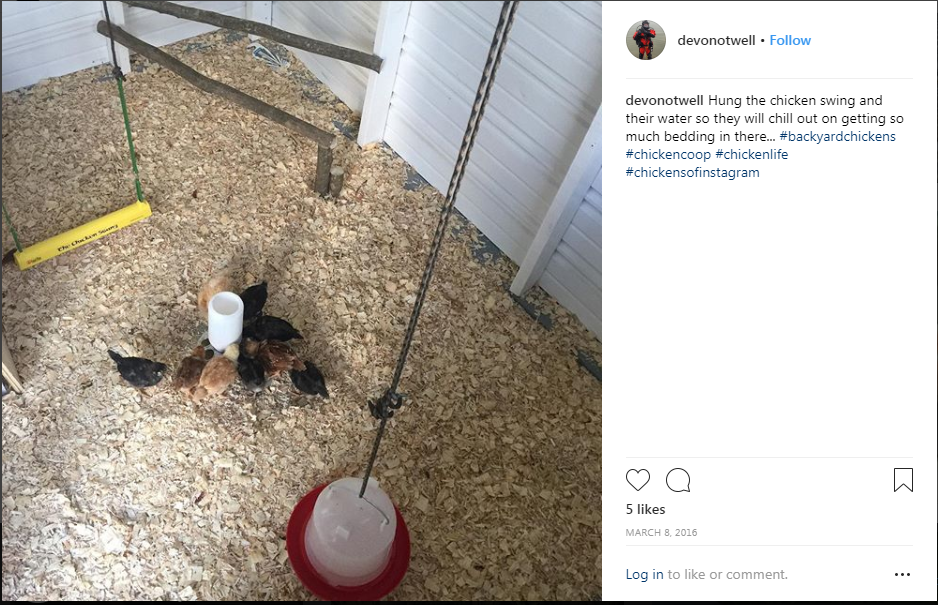 devonotwell • Follow
devonotwell Hung the chicken swing and
their water so they will chill out on getting so
much bedding in there... #backyardchickens
#chickencoop #chickenlife
#chickensofinstagram
The Chicken Swing
5 likes
MARCH 8, 2016
Log in to like or comment.